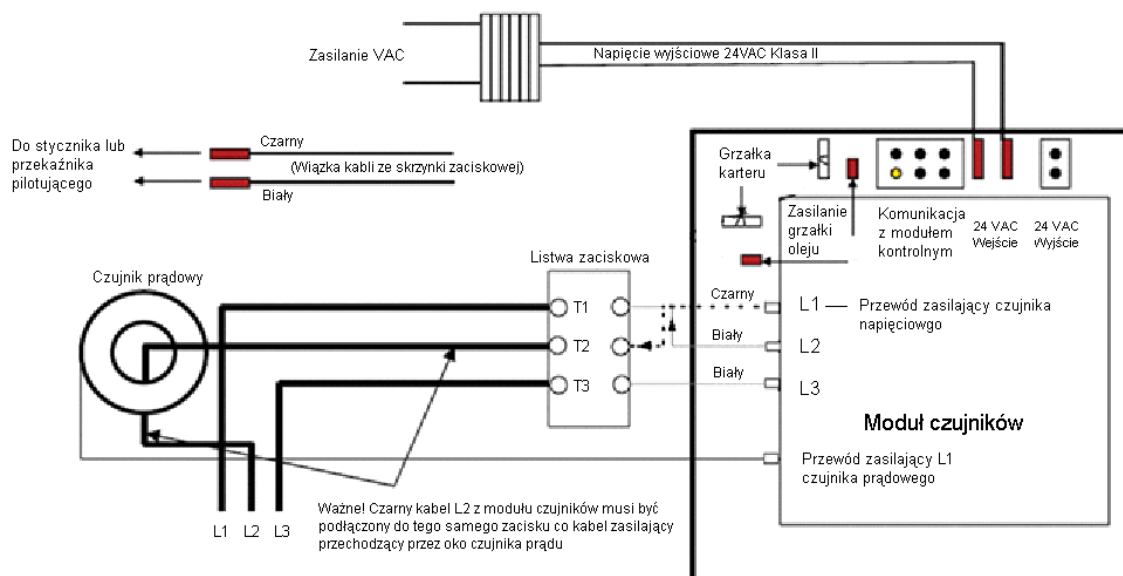 Zasilanie VAC
Napięcie wyjściowe 24VAC Klasa II
Do stycznika lub
przekaźnika
pilotującego
Czarny
(Wiązka kabli ze skrzynki zaciskowej)
Biały
Grzałka
karteru
Zasilanie
grzałki
oleju
Komunikacja
z modułem
kontrolnym
24 VAC
Wejście
24 VAC
Wyjście
Czujnik prądowy
Listwa zaciskowa
T1
T2
T3
Czarny
Biały
Biały
L1
L2
L3
Przewód zasilający czujnika
napięciowgo
Moduł czujników
Przewód zasilający L1
czujnika prądowego
L1
L2
L3
Ważne! Czarny kabel L2 z modułu czujników musi być
podłączony do tego samego zacisku co kabel zasilający
przechodzący przez oko czujnika prądu